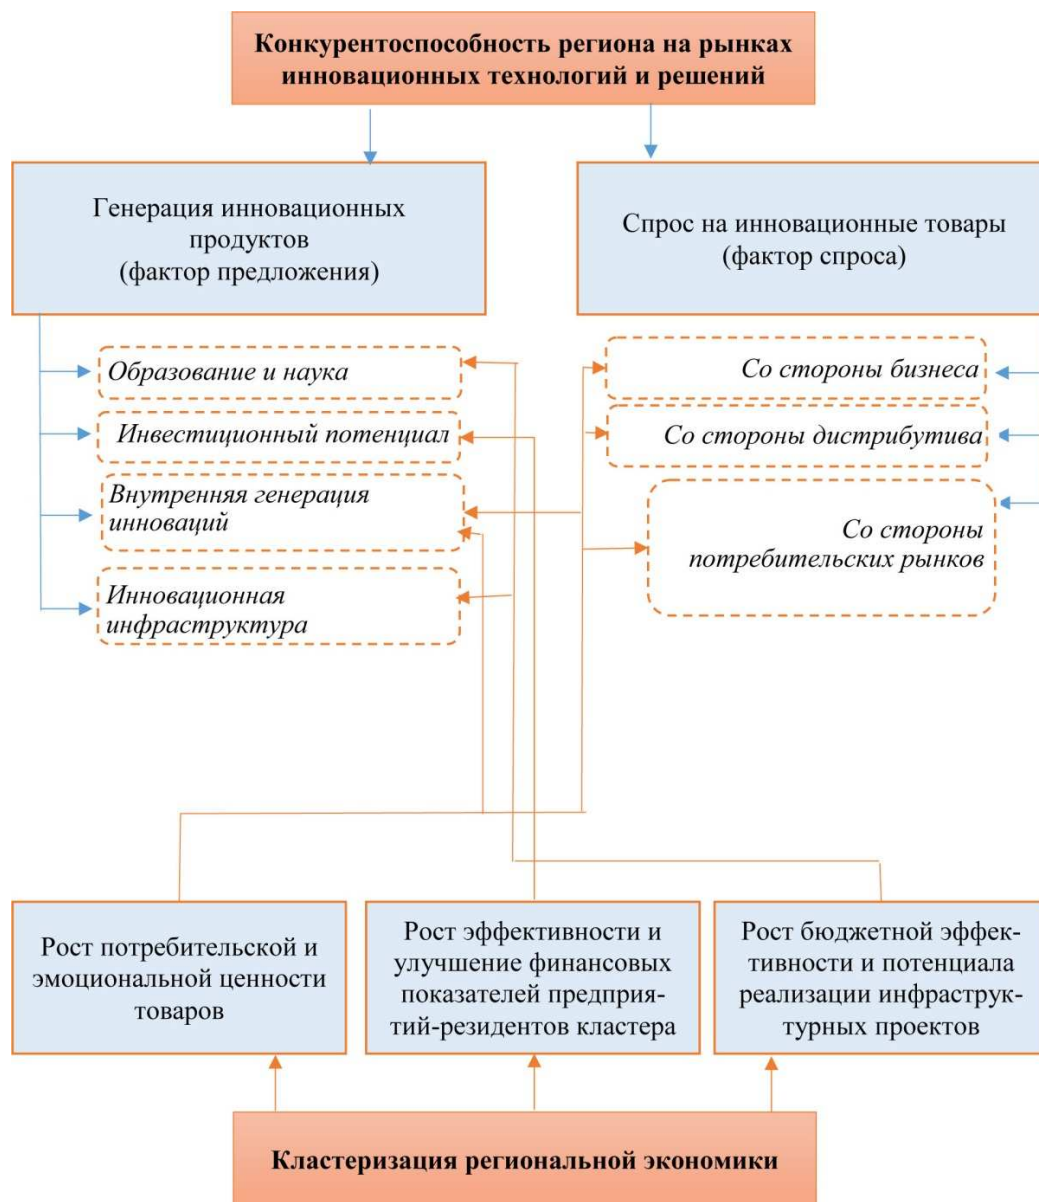 Конкурентоспособность региона на рынках
инновационных технологий и решений
Генерация инновационных
продуктов
(фактор предложения)
Спрос на инновационные товары
(фактор спроса)
Образование и наука
Инвестиционный потенциал
Внутренняя генерация
инноваций
Инновационная
инфраструктура
Со стороны бизнеса
Со стороны дистрибутива
Со стороны
потребительских рынков
Рост потребительской и
эмоциональной ценности
товаров
Рост эффективности и
улучшение финансовых
показателей предприя-
тий-резидентов кластера
Рост бюджетной эффек-
тивности и потенциала
реализации инфраструк-
турных проектов
Кластеризация региональной экономики